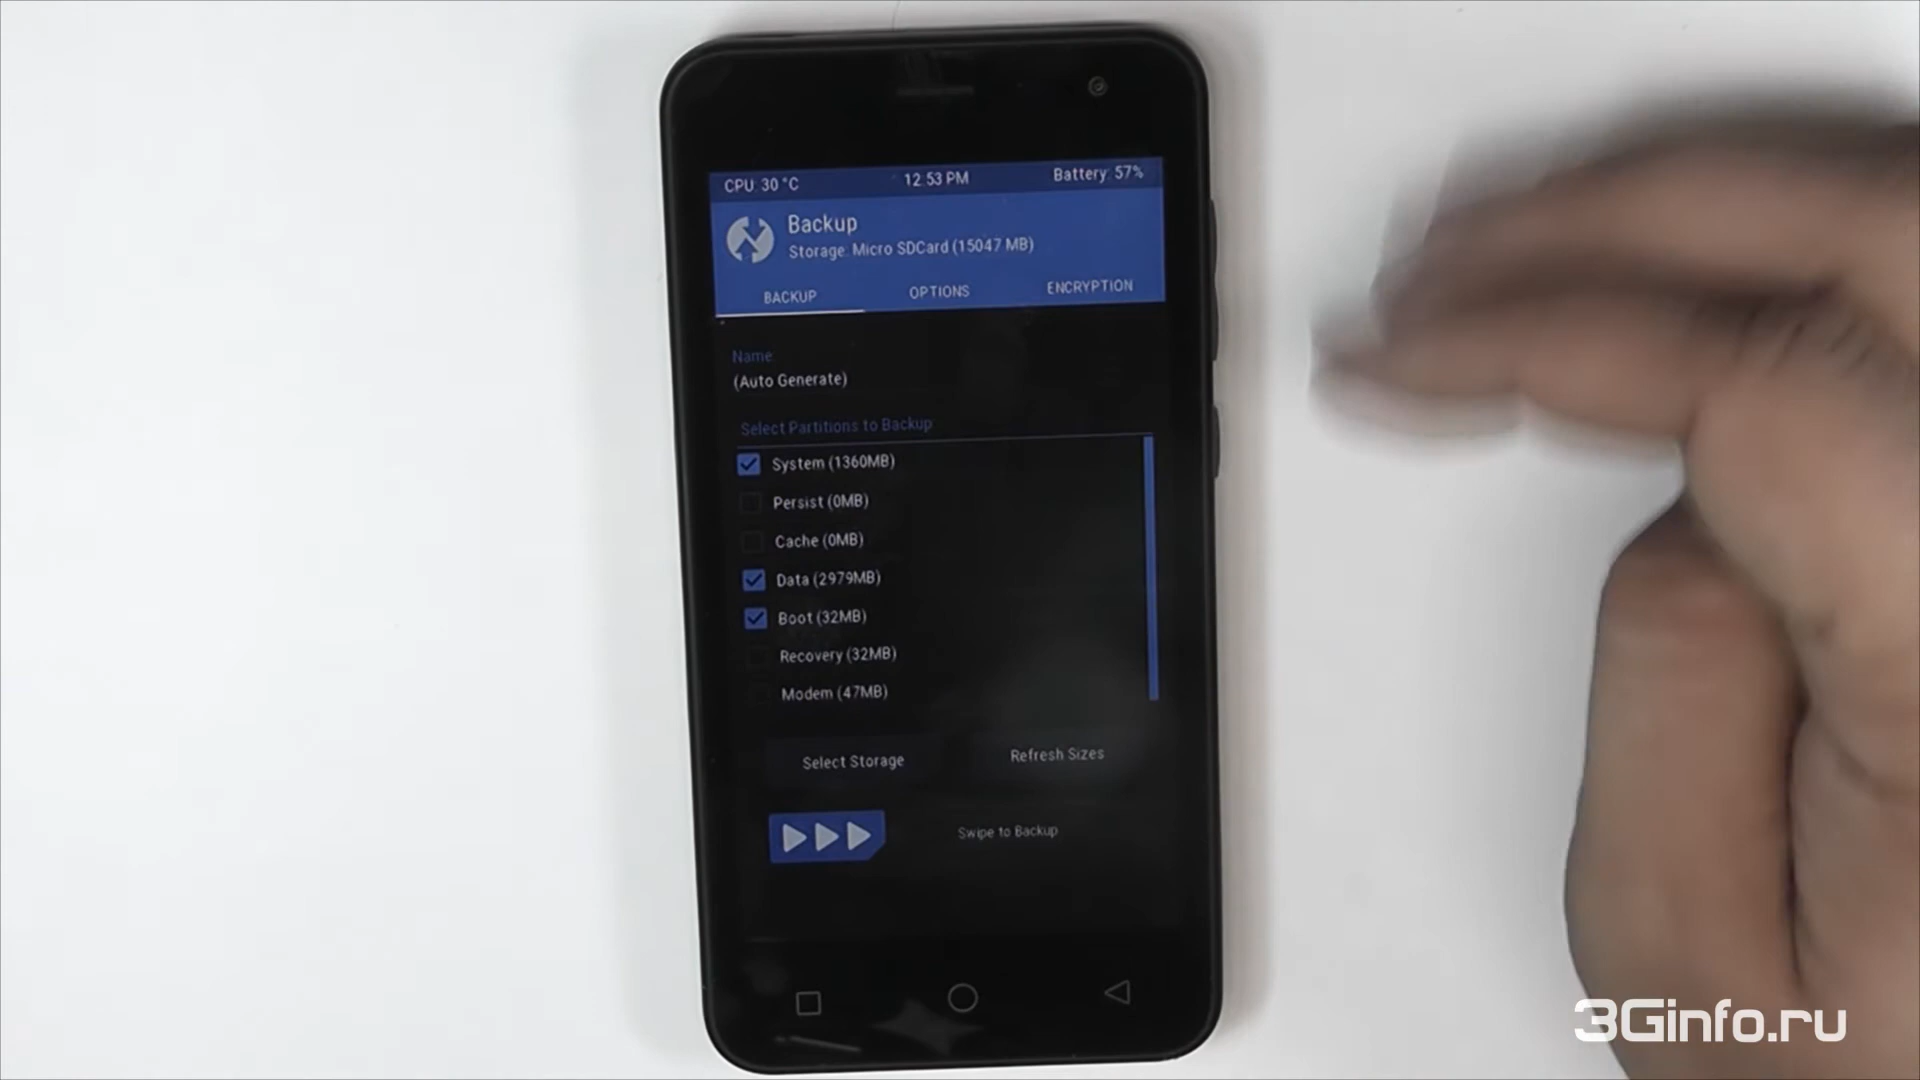 CPU: 30 °C 12:53 PM Battery: 57%
Backup
Storage: Micro SDCard (15047 MB)
BACKUP OPTIONS ENCRYPTION
Name
(Auto Generate)
Select Partitions to Backup:
System (1360MB)
Persist (0MB)
Cache (0MB)
Data (2979MB)
Boot (32MB)
Recovery (32MB)
Modem (47MB)
Select Storage Refresh Sizes
Swipe to Backup
3Ginfo.ru